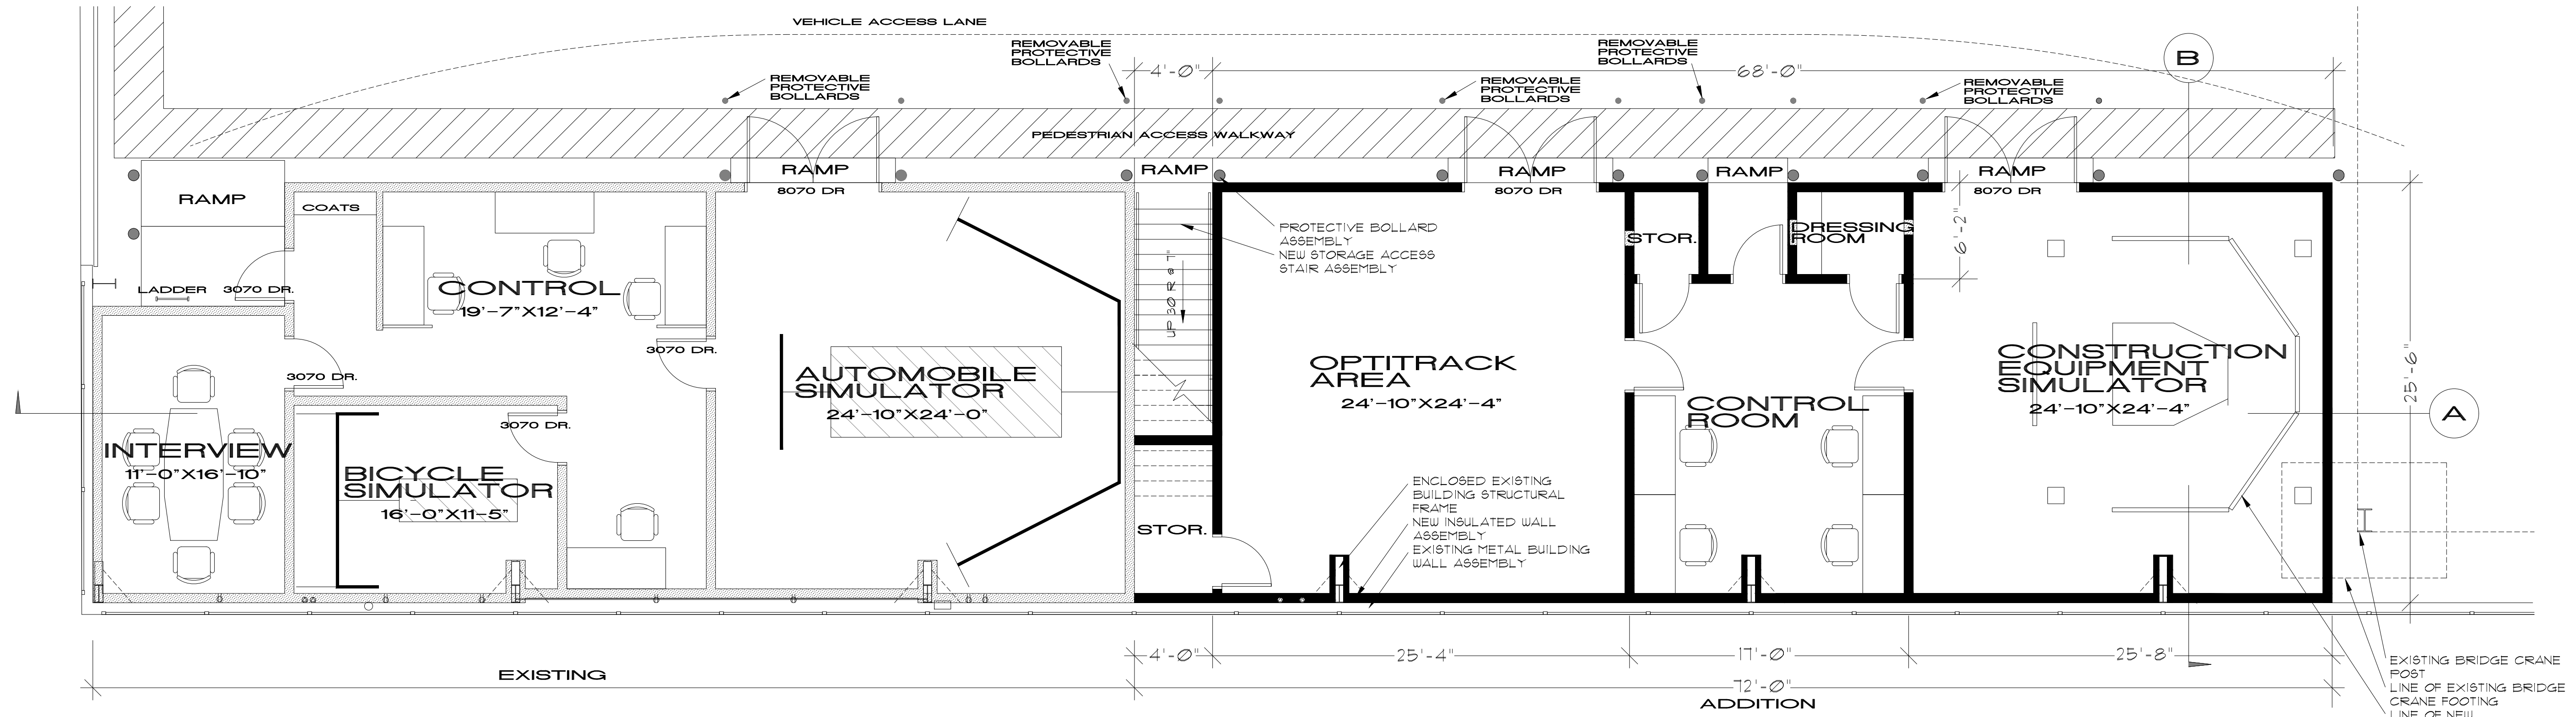 VEHICLE ACCESS LANE
REMOVABLE
PROTECTIVE
BOLLARDS
REMOVABLE
PROTECTIVE
BOLLARDS
B
4'-0"
68'-0"
REMOVABLE
PROTECTIVE
BOLLARDS
REMOVABLE
PROTECTIVE
BOLLARDS
REMOVABLE
PROTECTIVE
BOLLARDS
PEDESTRIAN ACCESS WALKWAY
RAMP
RAMP
RAMP
RAMP
RAMP
RAMP
8070 DR
8070 DR
8070 DR
COATS
PROTECTIVE BOLLARD
ASSEMBLY
NEW STORAGE ACCESS
STAIR ASSEMBLY
STOR.
DRESSING
ROOM
6'-2"
UP 30 R @ 7"
LADDER
3070 DR.
CONTROL
19'-7"X12'-4"
3070 DR.
3070 DR.
AUTOMOBILE
SIMULATOR
24'-10"X24'-0"
OPTITRACK
AREA
24'-10"X24'-4"
CONTROL
ROOM
CONSTRUCTION
EQUIPMENT
SIMULATOR
24'-10"X24'-4"
25'-6"
A
3070 DR.
INTERVIEW
11'-0"X16'-10"
BICYCLE
SIMULATOR
16'-0"X11-5"
STOR.
ENCLOSED EXISTING
BUILDING STRUCTURAL
FRAME
NEW INSULATED WALL
ASSEMBLY
EXISTING METAL BUILDING
WALL ASSEMBLY
4'-0"
25'-4"
17'-0"
25'-8"
EXISTING
72'-0"
ADDITION
EXISTING BRIDGE CRANE
POST
LINE OF EXISTING BRIDGE
CRANE FOOTING
LINE OF NEW